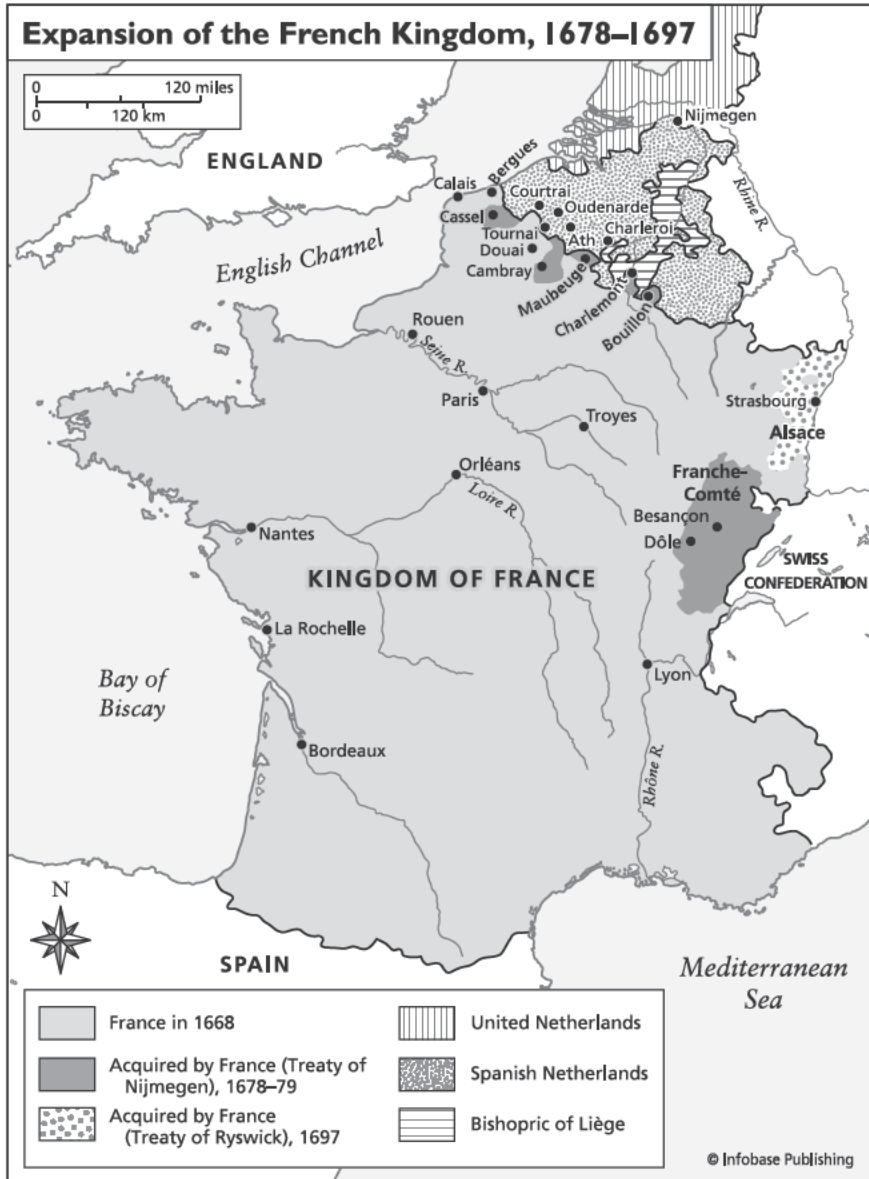 Expansion of the French Kingdom, 1678–1697
0 120 miles
0 120 km
Nijmegen
ENGLAND
Bergues
Calais
Courtrai
Rhine R.
Cassel
Oudenarde
Tournai
Ath
Charleroi
Douai
English Channel
Cambray
Maubeuge
Charlemont
Bouillon
Rouen
Seine R.
Paris
Strasbourg
Troyes
Alsace
Orléans
Franche-
Comté
Loire R.
Besançon
Nantes
Dôle
SWISS
CONFEDERATION
KINGDOM OF FRANCE
La Rochelle
Lyon
Bay of
Biscay
Bordeaux
Rhône R.
N
SPAIN
Mediterranean
Sea
France in 1668
Acquired by France (Treaty of
Nijmegen), 1678–79
Acquired by France
(Treaty of Ryswick), 1697
United Netherlands
Spanish Netherlands
Bishopric of Liège
© Infobase Publishing